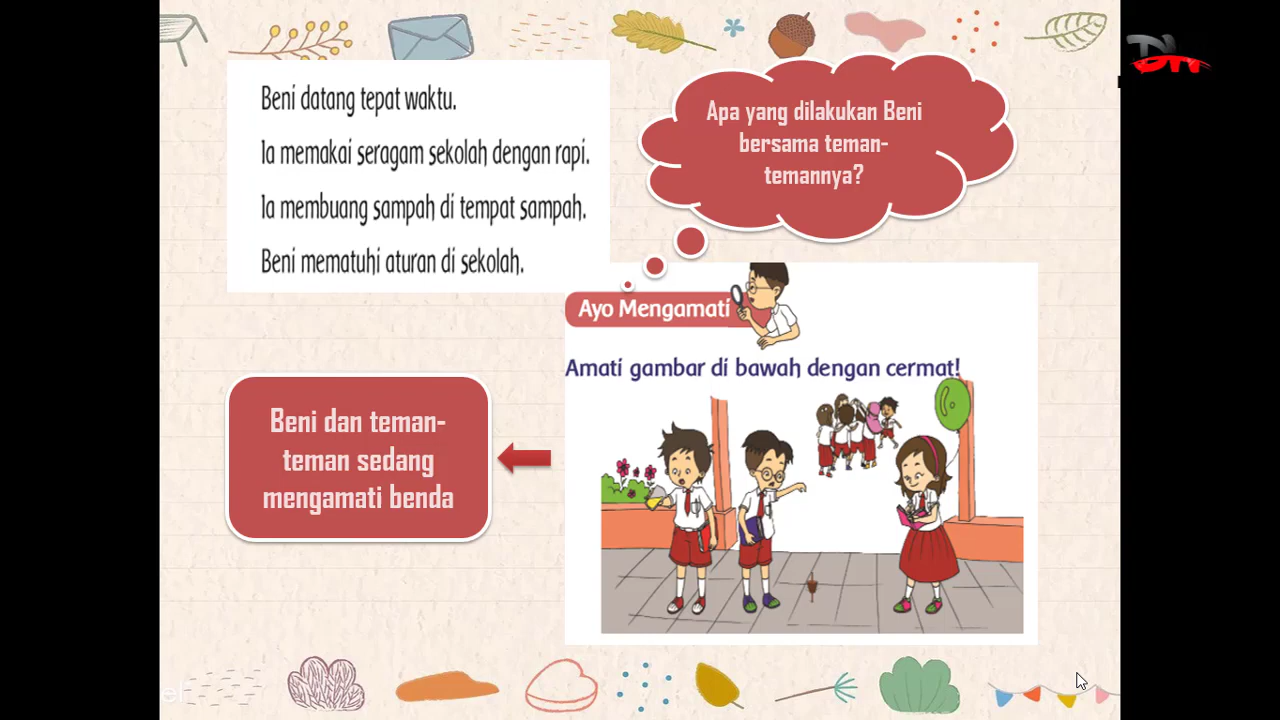 Beni datang tepat waktu.
Ia memakai seragam sekolah dengan rapi.
Ia membuang sampah di tempat sampah.
Beni mematuhi aturan di sekolah.
Apa yang dilakukan Beni
bersama teman-
temannya?
Ayo Mengamati
Amati gambar di bawah dengan cermat!
Beni dan teman-
teman sedang
mengamati benda